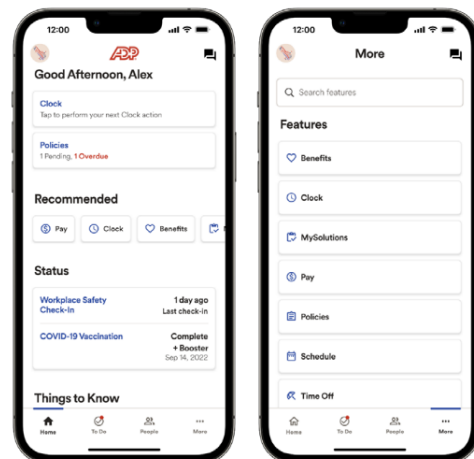 12:00
ADP
Good Afternoon, Alex
Clock
Tap to perform your next Clock action
Policies
1 Pending, 1 Overdue
Recommended
Pay
Clock
Benefits
Status
Workplace Safety Check-In
1 day ago
Last check-in
COVID-19 Vaccination
Complete
+ Booster
Sep 14, 2022
Things to Know
Home
To Do
People
More
12:00
More
Search features
Features
Benefits
Clock
MySolutions
Pay
Policies
Schedule
Time Off
Home
To Do
People
More